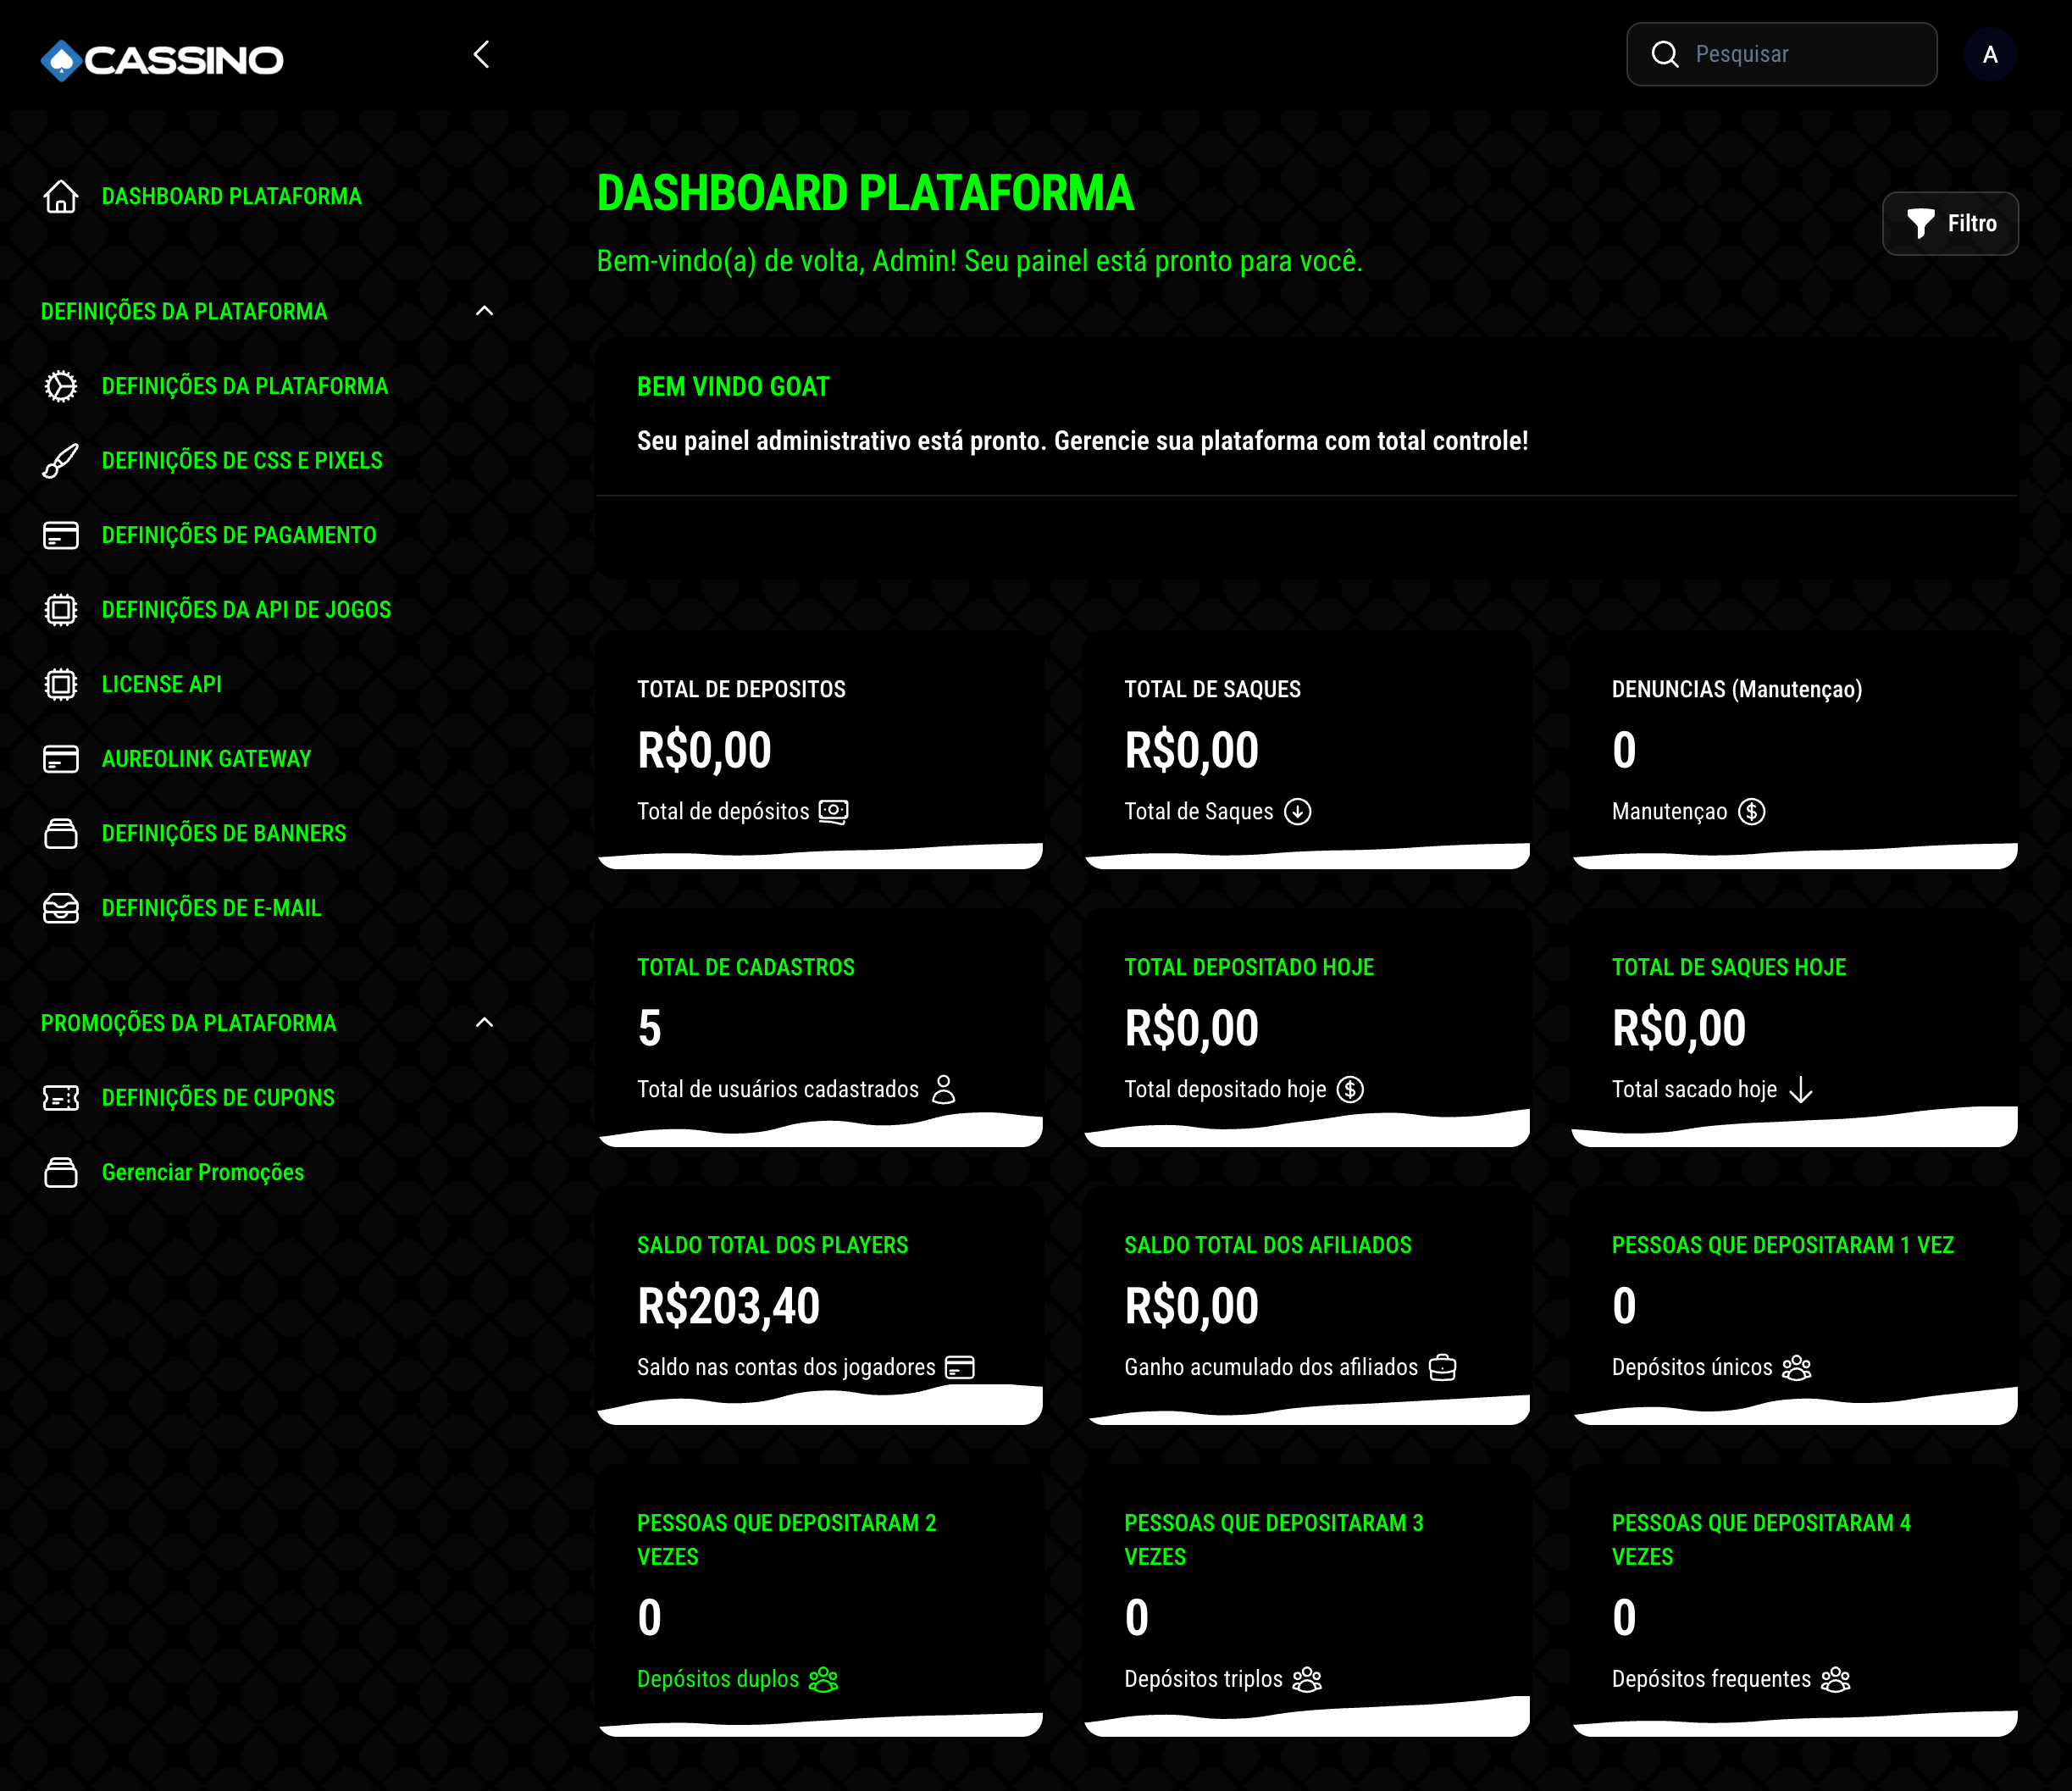 CASSINO
Pesquisar
A
DASHBOARD PLATAFORMA
DEFINIÇÕES DA PLATAFORMA
DEFINIÇÕES DA PLATAFORMA
DEFINIÇÕES DE CSS E PIXELS
DEFINIÇÕES DE PAGAMENTO
DEFINIÇÕES DA API DE JOGOS
LICENSE API
AUREOLINK GATEWAY
DEFINIÇÕES DE BANNERS
DEFINIÇÕES DE E-MAIL
PROMOÇÕES DA PLATAFORMA
DEFINIÇÕES DE CUPONS
Gerenciar Promoções
DASHBOARD PLATAFORMA
Bem-vindo(a) de volta, Admin! Seu painel está pronto para você.
Filtro
BEM VINDO GOAT
Seu painel administrativo está pronto. Gerencie sua plataforma com total controle!
TOTAL DE DEPOSITOS
R$0,00
Total de depósitos
TOTAL DE SAQUES
R$0,00
Total de Saques
DENUNCIAS (Manutençao)
0
Manutençao
TOTAL DE CADASTROS
5
Total de usuários cadastrados
TOTAL DEPOSITADO HOJE
R$0,00
Total depositado hoje
TOTAL DE SAQUES HOJE
R$0,00
Total sacado hoje
SALDO TOTAL DOS PLAYERS
R$203,40
Saldo nas contas dos jogadores
SALDO TOTAL DOS AFILIADOS
R$0,00
Ganho acumulado dos afiliados
PESSOAS QUE DEPOSITARAM 1 VEZ
0
Depósitos únicos
PESSOAS QUE DEPOSITARAM 2
VEZES
0
Depósitos duplos
PESSOAS QUE DEPOSITARAM 3
VEZES
0
Depósitos triplos
PESSOAS QUE DEPOSITARAM 4
VEZES
0
Depósitos frequentes